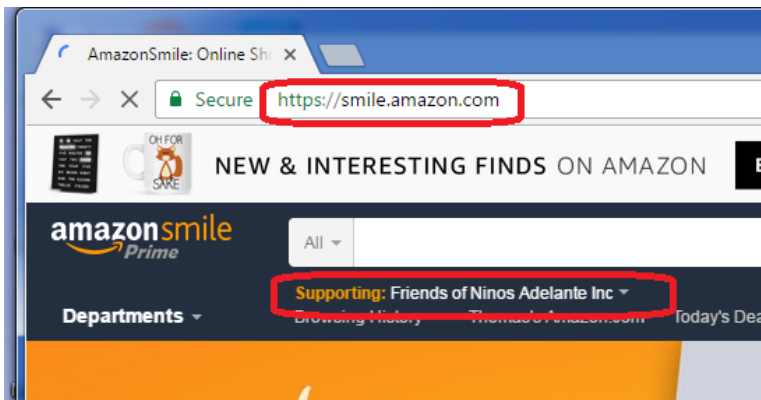 AmazonSmile: Online Sh
Secure https://smile.amazon.com
OH FOR
SAKE
NEW & INTERESTING FINDS ON AMAZON
amazonsmile
Prime
All
Supporting: Friends of Ninos Adelante Inc
Departments Browsing History Thomas's Amazon.com Today's Dea